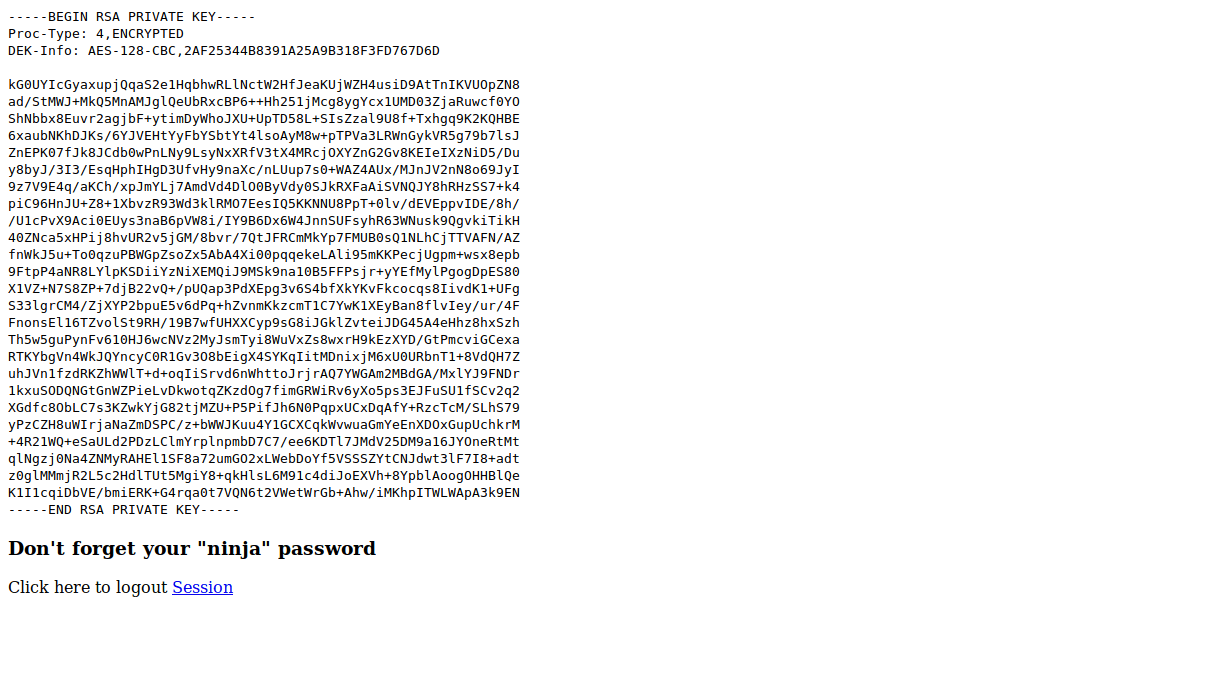 -----BEGIN RSA PRIVATE KEY-----
Proc-Type: 4,ENCRYPTED
DEK-Info: AES-128-CBC,2AF25344B8391A25A9B318F3FD767D6D
kG0UYIcGyaxupjQqaS2e1HqbhwRLlNctW2HfJeaKUjWZH4usiD9AtTnIKVUOpZN8
ad/StMWJ+MkQ5MnAMJglQeUbRxcBP6++Hh251jMcg8ygYcx1UMD03ZjaRuwcf0YO
ShNbbx8Euvr2agjbF+ytimDyWhoJXU+UpTD58L+SIsZzal9U8f+Txhgq9K2KQHBE
6xaubNKhDJKs/6YJVEHtYyFbYSbtYt4lsoAyM8w+pTPVa3LRWnGykVR5g79b7lsJ
ZnEPK07fJk8JCdb0wPnLNy9LsyNxXRfV3tX4MRcjOXYZnG2Gv8KEIeIXzNiD5/Du
y8byJ/3I3/EsqHphIHgD3UfvHy9naXc/nLUup7s0+WAZ4AUx/MJnJV2nN8o69JyI
9z7V9E4q/aKCh/xpJmYLj7AmdVd4DlO0ByVdy0SJkRXFaAiSVNQJY8hRHzSS7+k4
piC96HnJU+Z8+1XbvzR93Wd3klRMO7EesIQ5KKNNU8PpT+0lv/dEVEppvIDE/8h/
/U1cPvX9Aci0EUys3naB6pVW8i/IY9B6Dx6W4JnnSUFsyhR63WNusk9QgvkiTikH
40ZNca5xHPij8hvUR2v5jGM/8bvr/7QtJFRCmMkYp7FMUB0sQ1NLhCjTTVAFN/AZ
fnWkJ5u+To0qzuPBWGpZsoZx5AbA4Xi00pqqekeLAli95mKKPecjUgpm+wsx8epb
9FtpP4aNR8LYlpKSDiiYzNiXEMQiJ9MSk9na10B5FFPsjr+yYEfMylPgogDpES80
X1VZ+N7S8ZP+7djB22vQ+/pUQap3PdXEpg3v6S4bfXkYKvFkcocqs8IivdK1+UFg
S33lgrCM4/ZjXYP2bpuE5v6dPq+hZvnmKkzcmT1C7YwK1XEyBan8flvIey/ur/4F
FnonsEl16TZvolSt9RH/19B7wfUHXXCyp9sG8iJGklZvteiJDG45A4eHhz8hxSzh
Th5w5guPynFv610HJ6wcNVz2MyJsmTyi8WuVxZs8wxrH9kEzXYD/GtPmcviGCexa
RTKYbgVn4WkJQYncyC0R1Gv3O8bEigX4SYKqIitMDnixjM6xU0URbnT1+8VdQH7Z
uhJVn1fzdRKZhWWlT+d+oqIiSrvd6nWhttoJrjrAQ7YWGAm2MBdGA/MxlYJ9FNDr
1kxuSODQNGtGnWZPieLvDkwotqZKzdOg7fimGRWiRv6yXo5ps3EJFuSU1fSCv2q2
XGdfc8ObLC7s3KZwkYjG82tjMZU+P5PifJh6N0PqpxUCxDqAfY+RzcTcM/SLhS79
yPzCZH8uWIrjaNaZmDSPC/z+bWWJKuu4Y1GCXCqkWvwuaGmYeEnXDOxGupUchkrM
+4R21WQ+eSaULd2PDzLClmYrplnpmbD7C7/ee6KDTl7JMdV25DM9a16JYOneRtMt
qlNgzj0Na4ZNMyRAHEl1SF8a72umGO2xLWebDoYf5VSSSZYtCNJdwt3lF7I8+adt
z0glMMmjR2L5c2HdlTUt5MgiY8+qkHlsL6M91c4diJoEXVh+8YpblAoogOHHBlQe
K1I1cqiDbVE/bmiERK+G4rqa0t7VQN6t2VWetWrGb+Ahw/iMKhpITWLWApA3k9EN
-----END RSA PRIVATE KEY-----
Don't forget your "ninja" password
Click here to logout Session